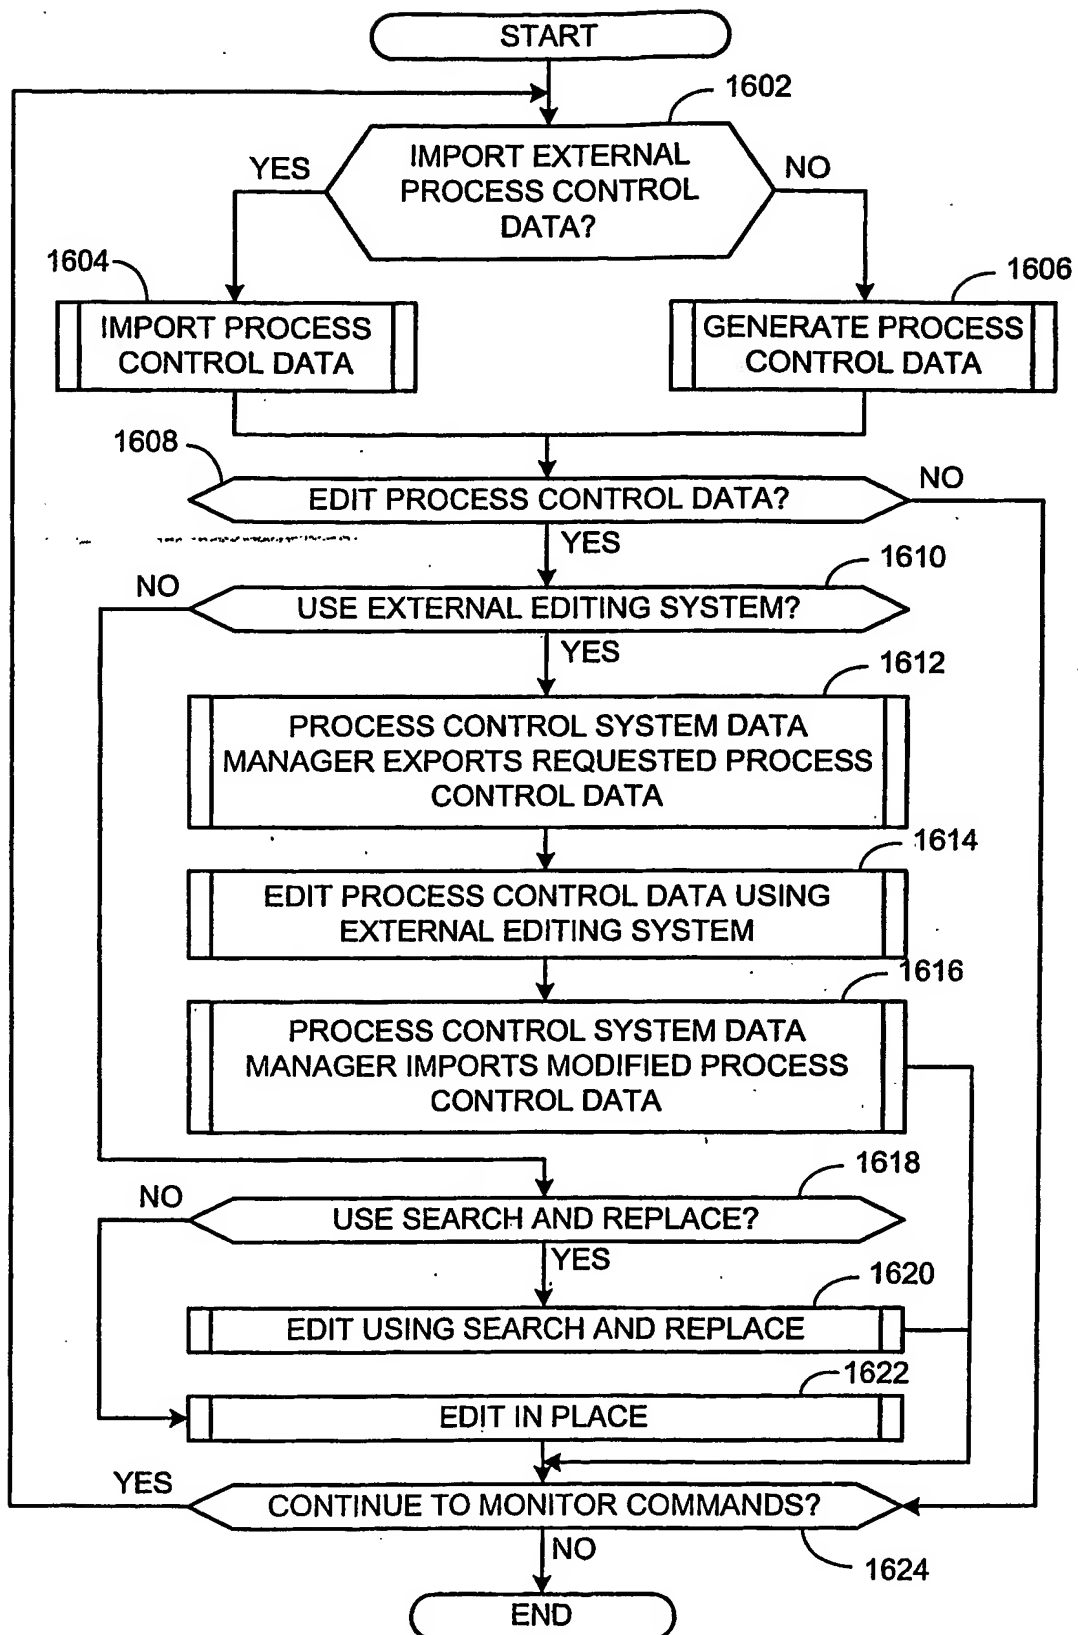 START
1602
IMPORT EXTERNAL
PROCESS CONTROL
DATA?
YES
NO
1604
1606
IMPORT PROCESS
CONTROL DATA
GENERATE PROCESS
CONTROL DATA
1608
EDIT PROCESS CONTROL DATA?
NO
YES
1610
NO
USE EXTERNAL EDITING SYSTEM?
YES
1612
PROCESS CONTROL SYSTEM DATA
MANAGER EXPORTS REQUESTED PROCESS
CONTROL DATA
1614
EDIT PROCESS CONTROL DATA USING
EXTERNAL EDITING SYSTEM
1616
PROCESS CONTROL SYSTEM DATA
MANAGER IMPORTS MODIFIED PROCESS
CONTROL DATA
1618
NO
USE SEARCH AND REPLACE?
YES
1620
EDIT USING SEARCH AND REPLACE
1622
EDIT IN PLACE
YES
CONTINUE TO MONITOR COMMANDS?
NO
1624
END